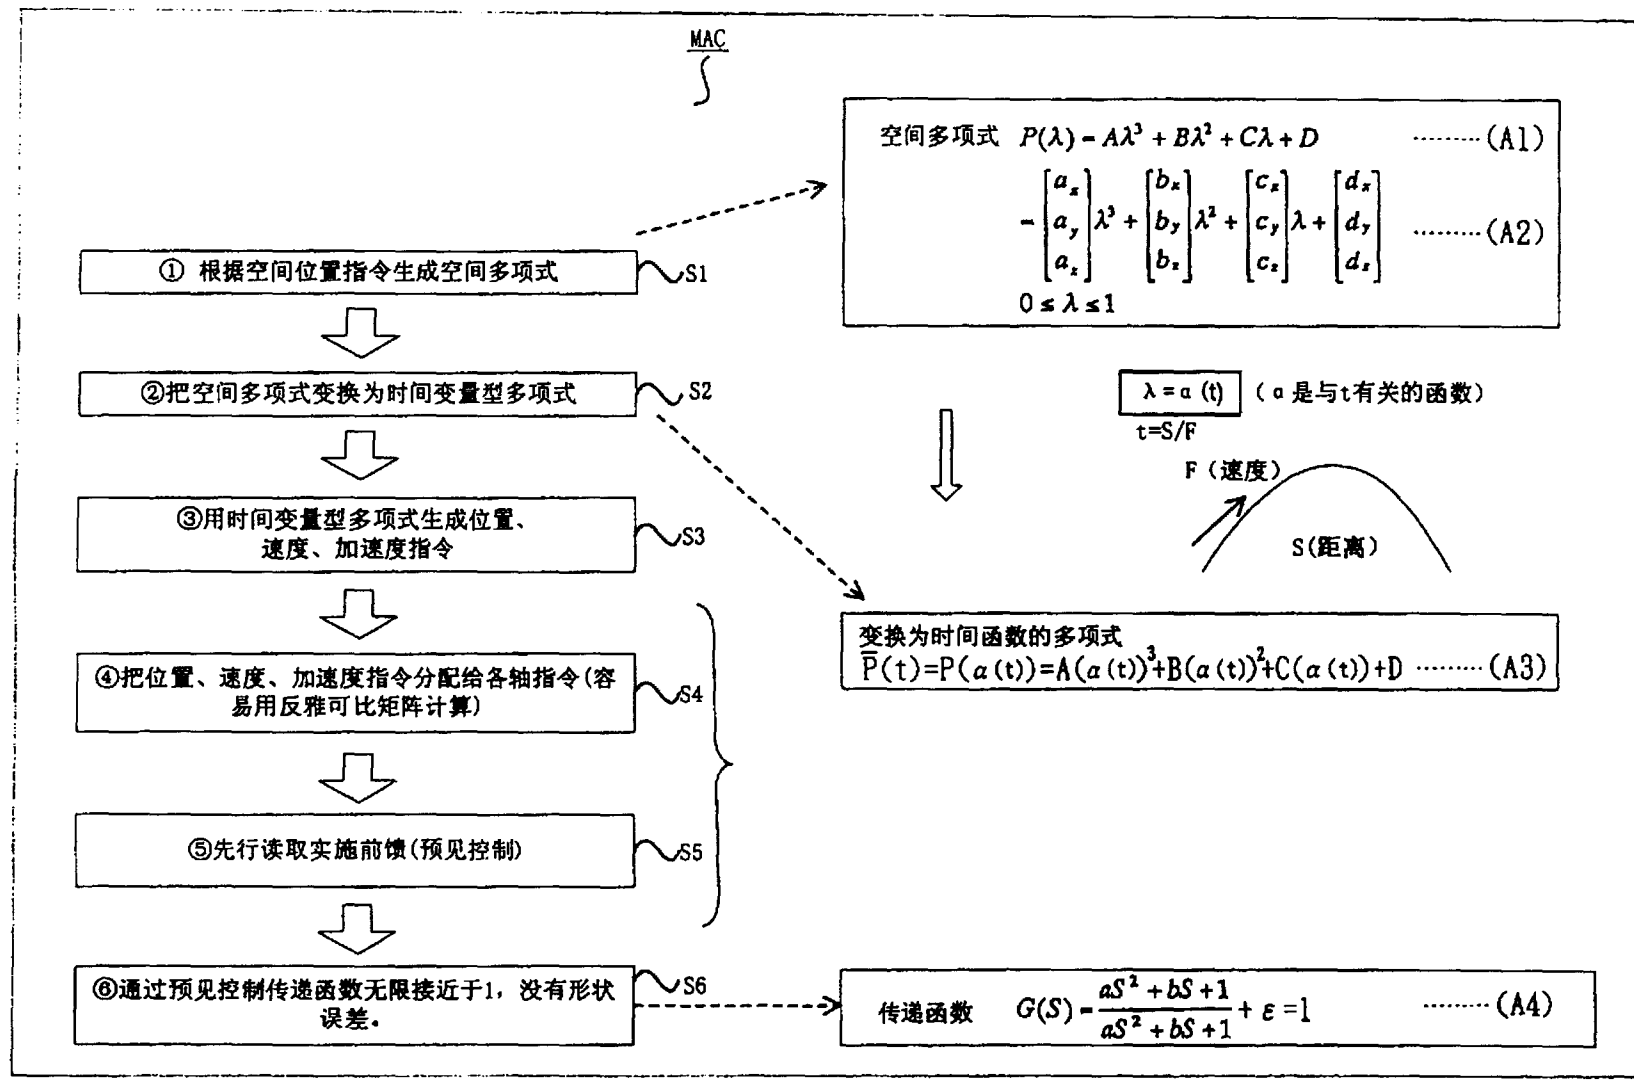 MAC
空间多项式 P(λ)=Aλ³+Bλ²+Cλ+D ………(A1)
=[a_x a_y a_z]λ³+[b_x b_y b_z]λ²+[c_x c_y c_z]λ+[d_x d_y d_z] ………(A2)
0≤λ≤1
① 根据空间位置指令生成空间多项式 S1
②把空间多项式变换为时间变量型多项式 S2
λ=α(t) (α是与t有关的函数)
t=S/F
F(速度)
S(距离)
③用时间变量型多项式生成位置、
速度、加速度指令 S3
变换为时间函数的多项式
P̅(t)=P(α(t))=A(α(t))³+B(α(t))²+C(α(t))+D ………(A3)
④把位置、速度、加速度指令分配给各轴指令(容
易用反雅可比矩阵计算) S4
⑤先行读取实施前馈(预见控制) S5
⑥通过预见控制传递函数无限接近于1，没有形状
误差。 S6
传递函数 G(S)=(aS²+bS+1)/(aS²+bS+1)+ε=1 ………(A4)